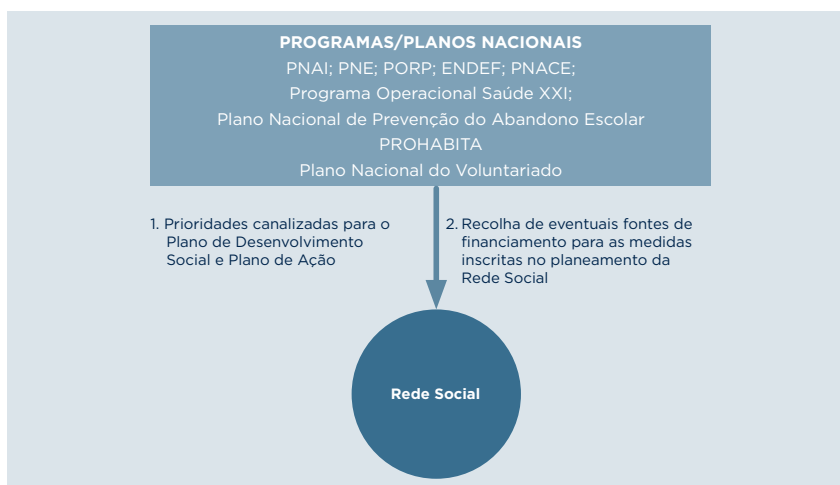 PROGRAMAS/PLANOS NACIONAIS
PNAI; PNE; PORP; ENDEF; PNACE;
Programa Operacional Saúde XXI;
Plano Nacional de Prevenção do Abandono Escolar
PROHABITA
Plano Nacional do Voluntariado
1. Prioridades canalizadas para o
Plano de Desenvolvimento
Social e Plano de Ação
2. Recolha de eventuais fontes de
financiamento para as medidas
inscritas no planeamento da
Rede Social
Rede Social